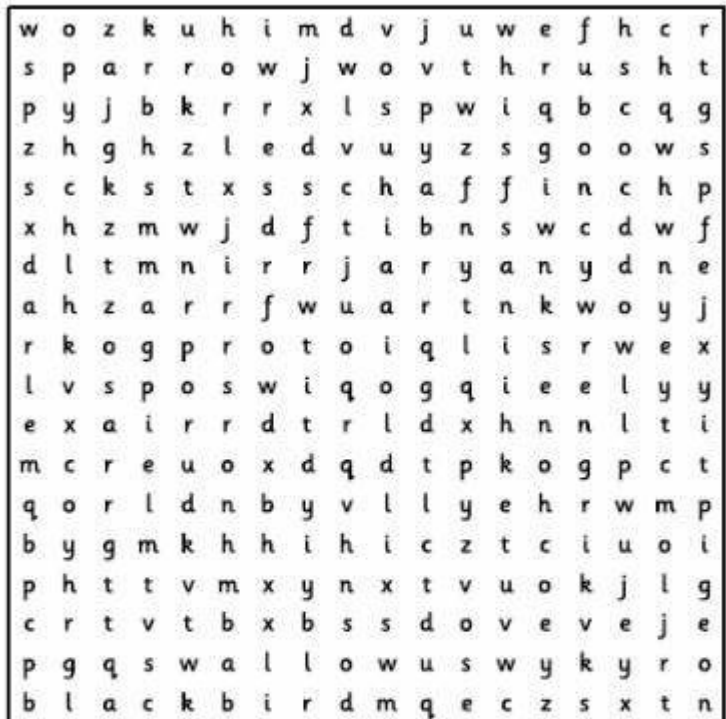 w o z k u h i m d v j u w e f h c r
s p a r r o w j w o v t h r u s h t
p y j b k r r x l s p w i q b c q g
z h g h z l e d v u y z s g o o w s
s c k s t x s s c h a f f i n c h p
x h z m w j d f t i b n s w c d w f
d l t m n i r r j a r y a n y d n e
a h z a r r f w u a r t n k w o y j
r k o g p r o t o i q l i s r w e x
l v s p o s w i q o g q i e e l y y
e x a i r r d t r l d x h n n l t i
m c r e u o x d q d t p k o g p c t
q o r l d n b y v l l y e h r w m p
b y g m k h h i h i c z t c i u o i
p h t t v m x y n x t v u o k j l g
c r t v t b x b s s d o v e v e j e
p g q s w a l l o w u s w y k y r o
b l a c k b i r d m q e c z s x t n